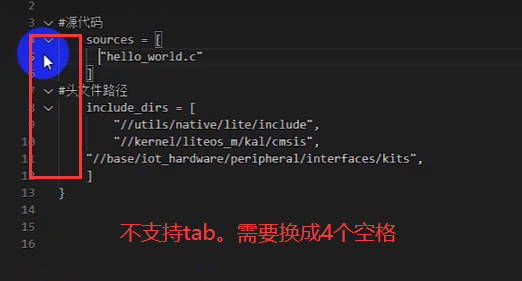 2
3 #源代码
4 sources = [
5 "hello_world.c"
6 ]
7 #头文件路径
8 include_dirs = [
9 "//utils/native/lite/include",
10 "//kernel/liteos_m/kal/cmsis",
11 "//base/iot_hardware/peripheral/interfaces/kits",
12 ]
13 }
14
15
不支持tab。需要换成4个空格
16